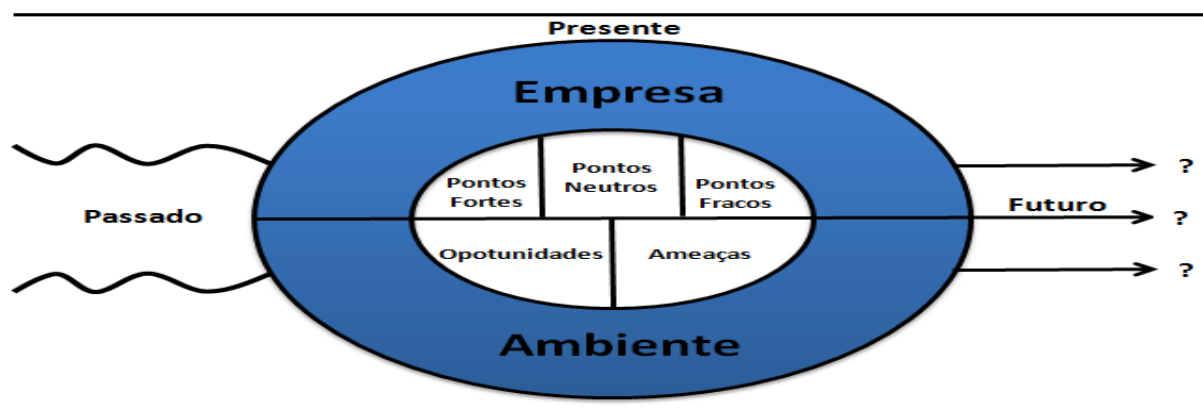 Presente
Empresa
Pontos
Fortes
Pontos
Neutros
Pontos
Fracos
?
Passado
Futuro
?
Opotunidades
Ameaças
?
Ambiente